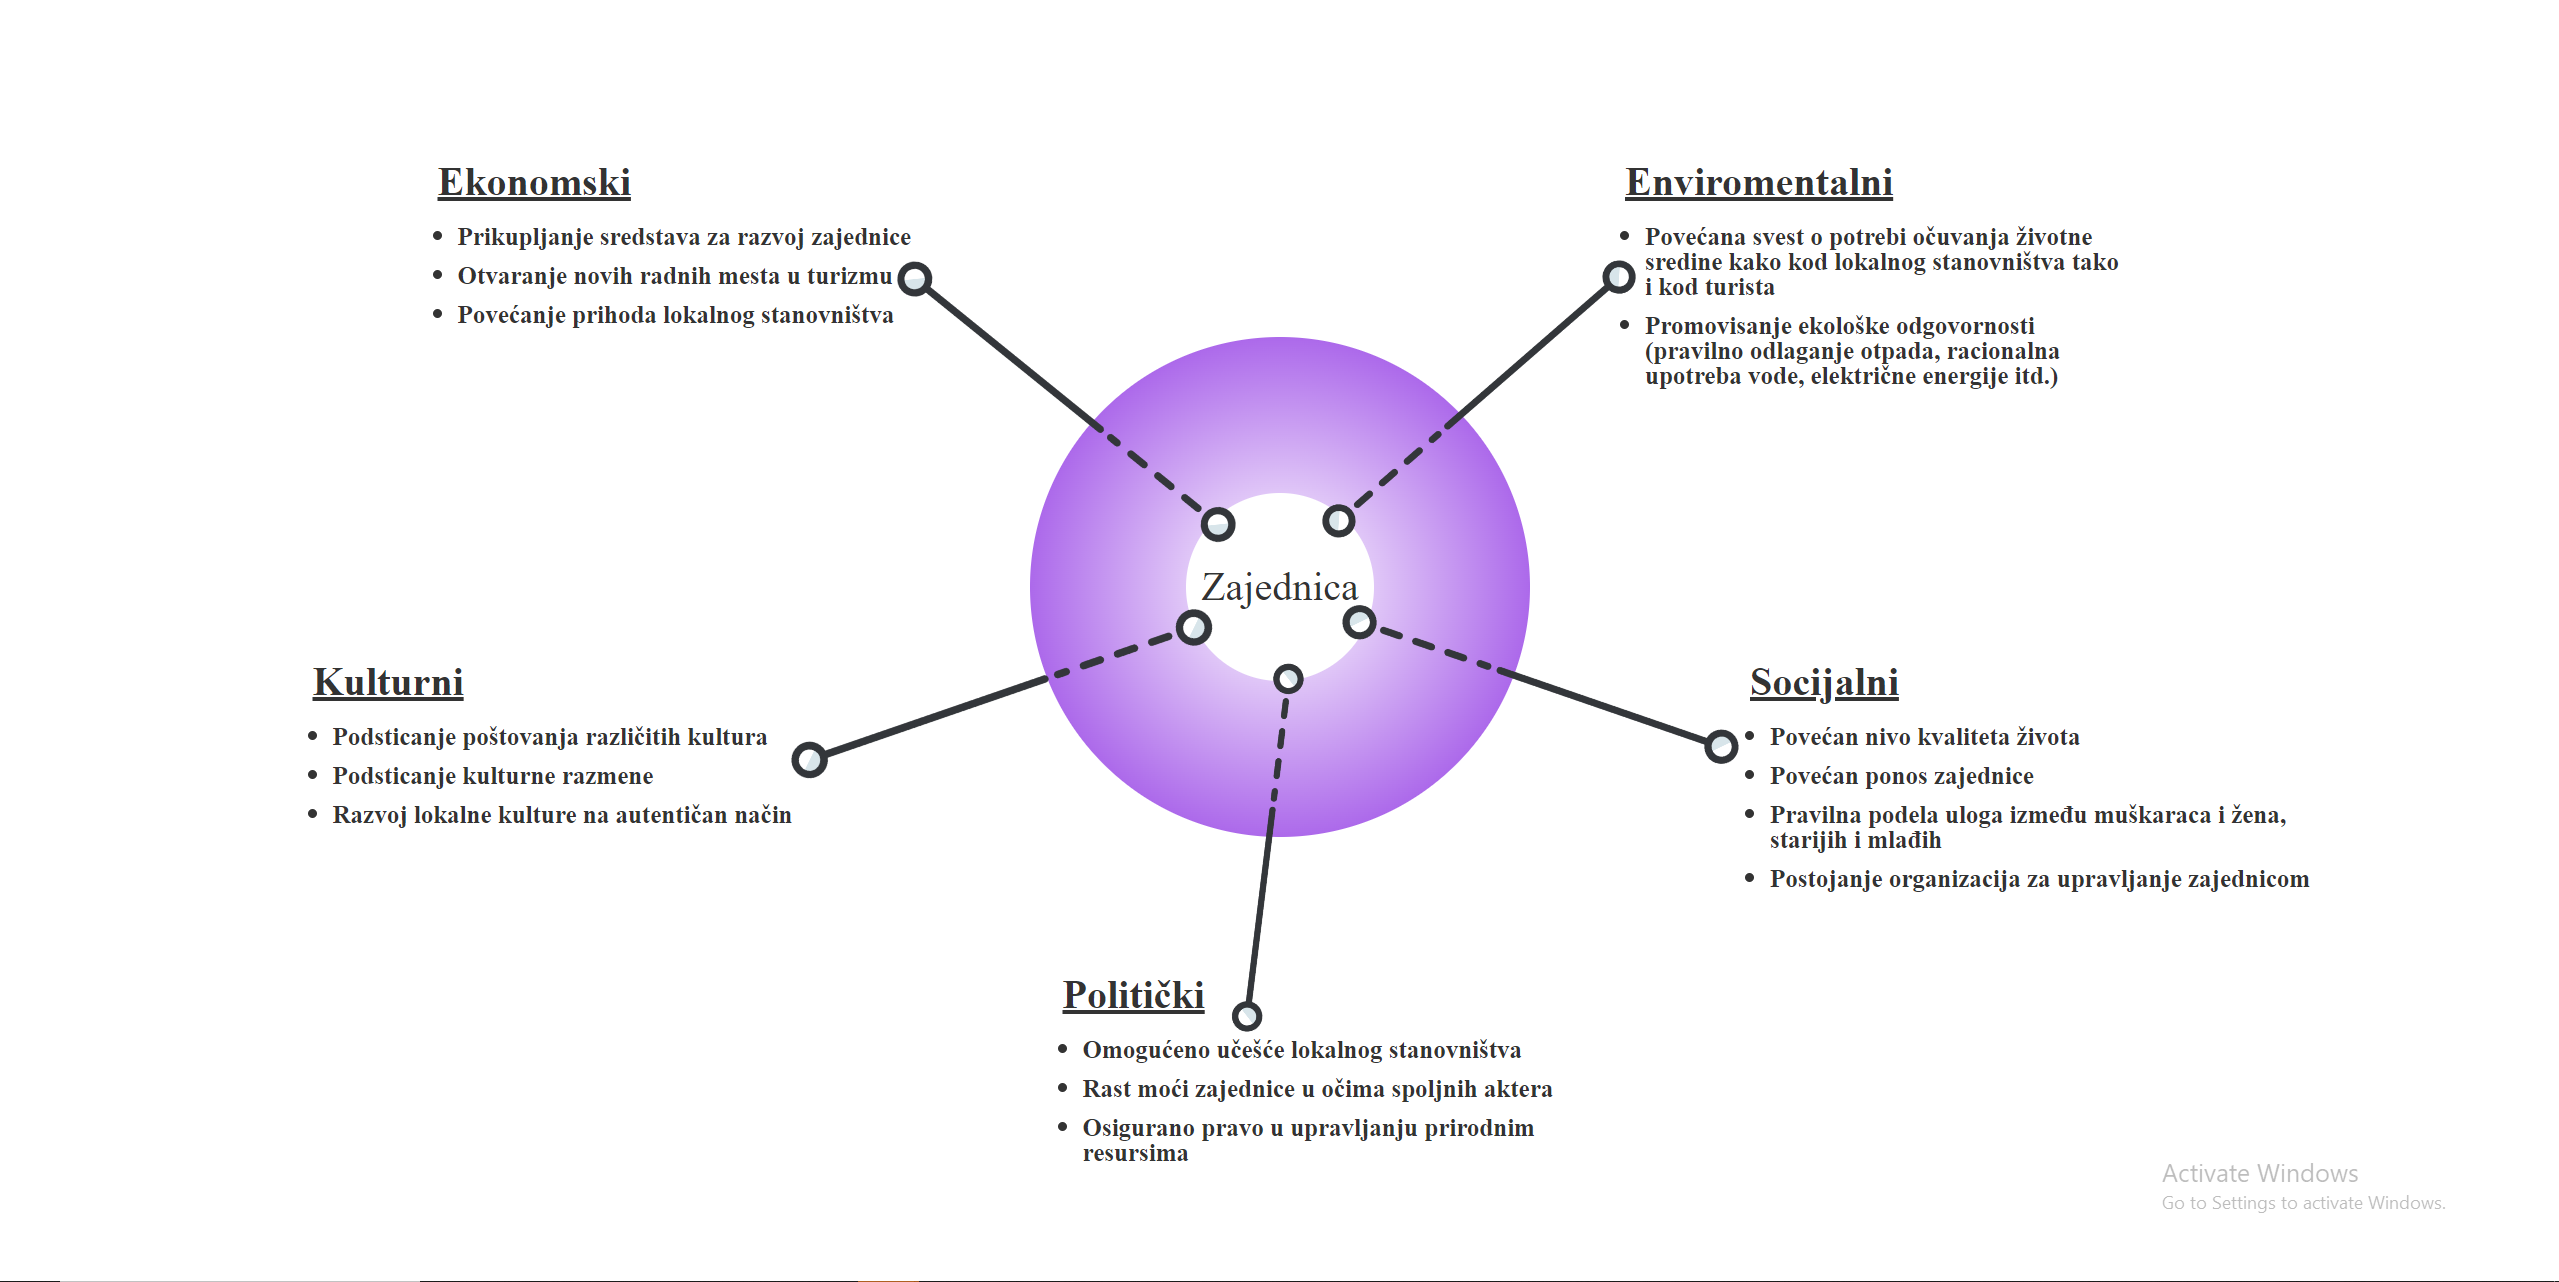 Ekonomski
Prikupljanje sredstava za razvoj zajednice
Otvaranje novih radnih mesta u turizmu
Povećanje prihoda lokalnog stanovništva
Enviromentalni
Povećana svest o potrebi očuvanja životne
sredine kako kod lokalnog stanovništva tako
i kod turista
Promovisanje ekološke odgovornosti
(pravilno odlaganje otpada, racionalna
upotreba vode, električne energije itd.)
Zajednica
Kulturni
Podsticanje poštovanja različitih kultura
Podsticanje kulturne razmene
Razvoj lokalne kulture na autentičan način
Socijalni
Povećan nivo kvaliteta života
Povećan ponos zajednice
Pravilna podela uloga između muškaraca i žena,
starijih i mlađih
Postojanje organizacija za upravljanje zajednicom
Politički
Omogućeno učešće lokalnog stanovništva
Rast moći zajednice u očima spoljnih aktera
Osigurano pravo u upravljanju prirodnim
resursima
Activate Windows
Go to Settings to activate Windows.